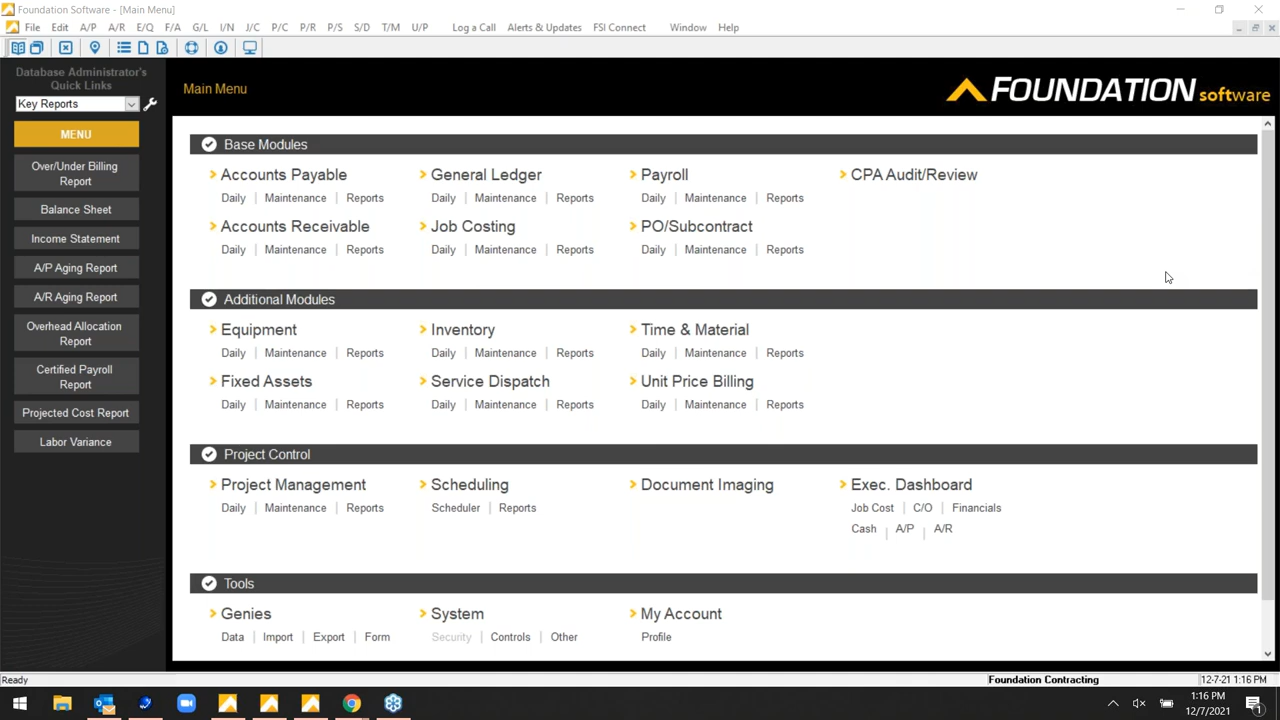 Foundation Software - [Main Menu]
File Edit A/P A/R E/Q F/A G/L I/N J/C P/C P/R P/S S/D T/M U/P Log a Call Alerts & Updates FSI Connect Window Help
Database Administrator's
Quick Links
Key Reports
MENU
Over/Under Billing
Report
Balance Sheet
Income Statement
A/P Aging Report
A/R Aging Report
Overhead Allocation
Report
Certified Payroll
Report
Projected Cost Report
Labor Variance
Main Menu
FOUNDATION software
Base Modules
Accounts Payable General Ledger Payroll CPA Audit/Review
Daily | Maintenance | Reports Daily | Maintenance | Reports Daily | Maintenance | Reports
Accounts Receivable Job Costing PO/Subcontract
Daily | Maintenance | Reports Daily | Maintenance | Reports Daily | Maintenance | Reports
Additional Modules
Equipment Inventory Time & Material
Daily | Maintenance | Reports Daily | Maintenance | Reports Daily | Maintenance | Reports
Fixed Assets Service Dispatch Unit Price Billing
Daily | Maintenance | Reports Daily | Maintenance | Reports Daily | Maintenance | Reports
Project Control
Project Management Scheduling Document Imaging Exec. Dashboard
Daily | Maintenance | Reports Scheduler | Reports Job Cost | C/O | Financials
Cash | A/P | A/R
Tools
Genies System My Account
Data | Import | Export | Form Security | Controls | Other Profile
Ready Foundation Contracting 12-7-21 1:16 PM
1:16 PM
12/7/2021
1